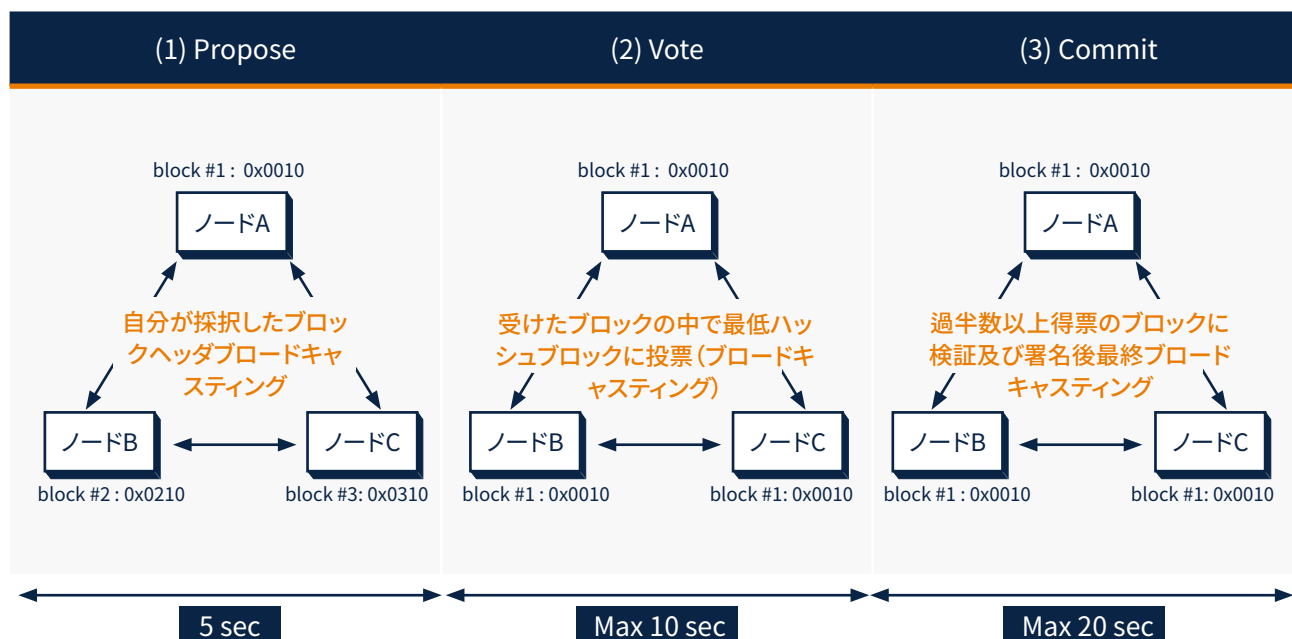 (1) Propose
(2) Vote
(3) Commit
block #1 : 0x0010
ノードA
自分が採択したブロッ
クヘッダブロードキャ
スティング
ノードB
ノードC
block #2 : 0x0210
block #3: 0x0310
block #1 : 0x0010
ノードA
受けたブロックの中で最低ハッ
シュブロックに投票(ブロードキ
ャスティング)
ノードB
ノードC
block #1 : 0x0010
block #1: 0x0010
block #1 : 0x0010
ノードA
過半数以上得票のブロックに
検証及び署名後最終ブロード
キャスティング
ノードB
ノードC
block #1 : 0x0010
block #1: 0x0010
5 sec
Max 10 sec
Max 20 sec